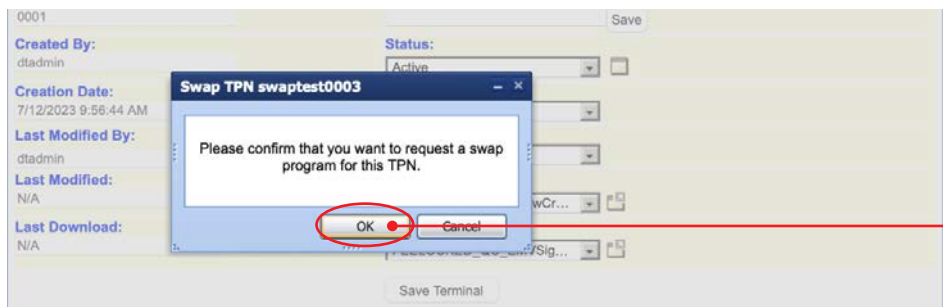 0001
Save
Created By:
Status:
dtadmin
Active
Creation Date:
7/12/2023 9:56:44 AM
Swap TPN swaptest0003
Please confirm that you want to request a swap
program for this TPN.
OK
Cancel
Last Modified By:
dtadmin
Last Modified:
N/A
wCr...
Last Download:
N/A
Sig...
Save Terminal